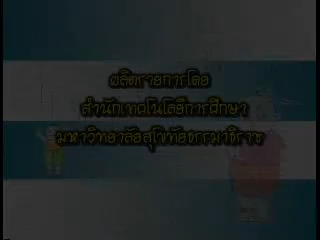 ผลิตรายการโดย
สำนักเทคโนโลยีการศึกษา
มหาวิทยาลัยสุโขทัยธรรมาธิราช